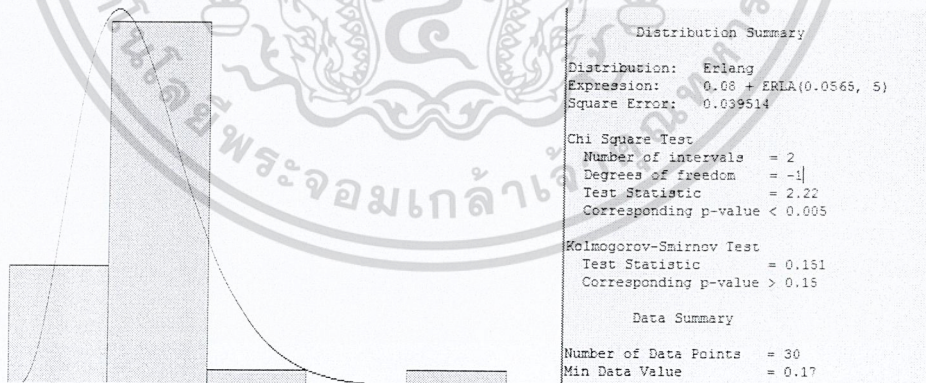 Distribution Summary
Distribution: Erlang
Expression: 0.08 + ERLA(0.0565, 5)
Square Error: 0.039514
Chi Square Test
Number of intervals = 2
Degrees of freedom = -1
Test Statistic = 2.22
Corresponding p-value < 0.005
Kolmogorov-Smirnov Test
Test Statistic = 0.151
Corresponding p-value > 0.15
Data Summary
Number of Data Points = 30
Min Data Value = 0.17